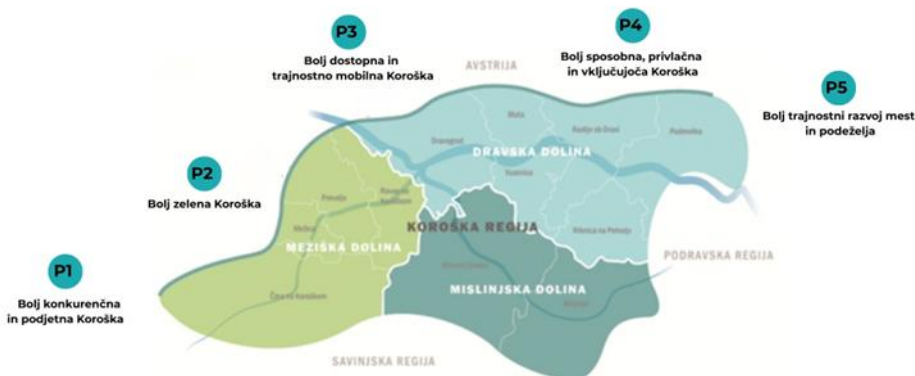 P3
Bolj dostopna in
trajnostno mobilna Koroška
P4
Bolj sposobna, privlačna
in vključujoča Koroška
AVSTRIJA
P5
Bolj trajnostni razvoj mest
in podeželja
Muta
Dravograd
Radlje ob Dravi
Podvelka
DRAVSKA DOLINA
Vuzenica
P2
Bolj zelena Koroška
Prevalje
Ravne na
Koroškem
Mežica
Ribnica na Pohorju
KOROŠKA REGIJA
MEZIŠKA DOLINA
PODRAVSKA REGIJA
P1
Bolj konkurenčna
in podjetna Koroška
MISLINJSKA DOLINA
Črna na Koroškem
SAVINJSKA REGIJA